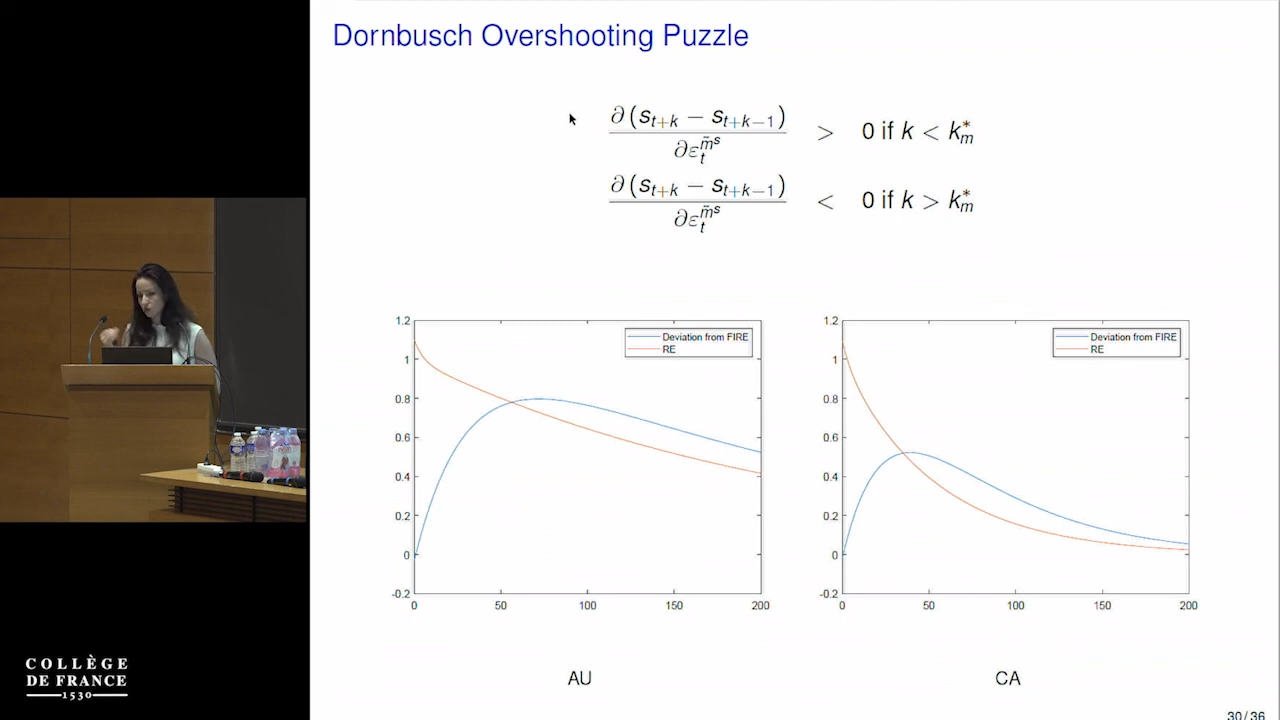 Dornbusch Overshooting Puzzle
∂ (s_{t+k} − s_{t+k−1}) / ∂ε_t^{m̃^s} > 0 if k < k_m^*
∂ (s_{t+k} − s_{t+k−1}) / ∂ε_t^{m̃^s} < 0 if k > k_m^*
1.2
1
0.8
0.6
0.4
0.2
0
-0.2
0 50 100 150 200
Deviation from FIRE
RE
AU
1.2
1
0.8
0.6
0.4
0.2
0
-0.2
0 50 100 150 200
Deviation from FIRE
RE
CA
30/36
COLLÈGE
DE FRANCE
1530